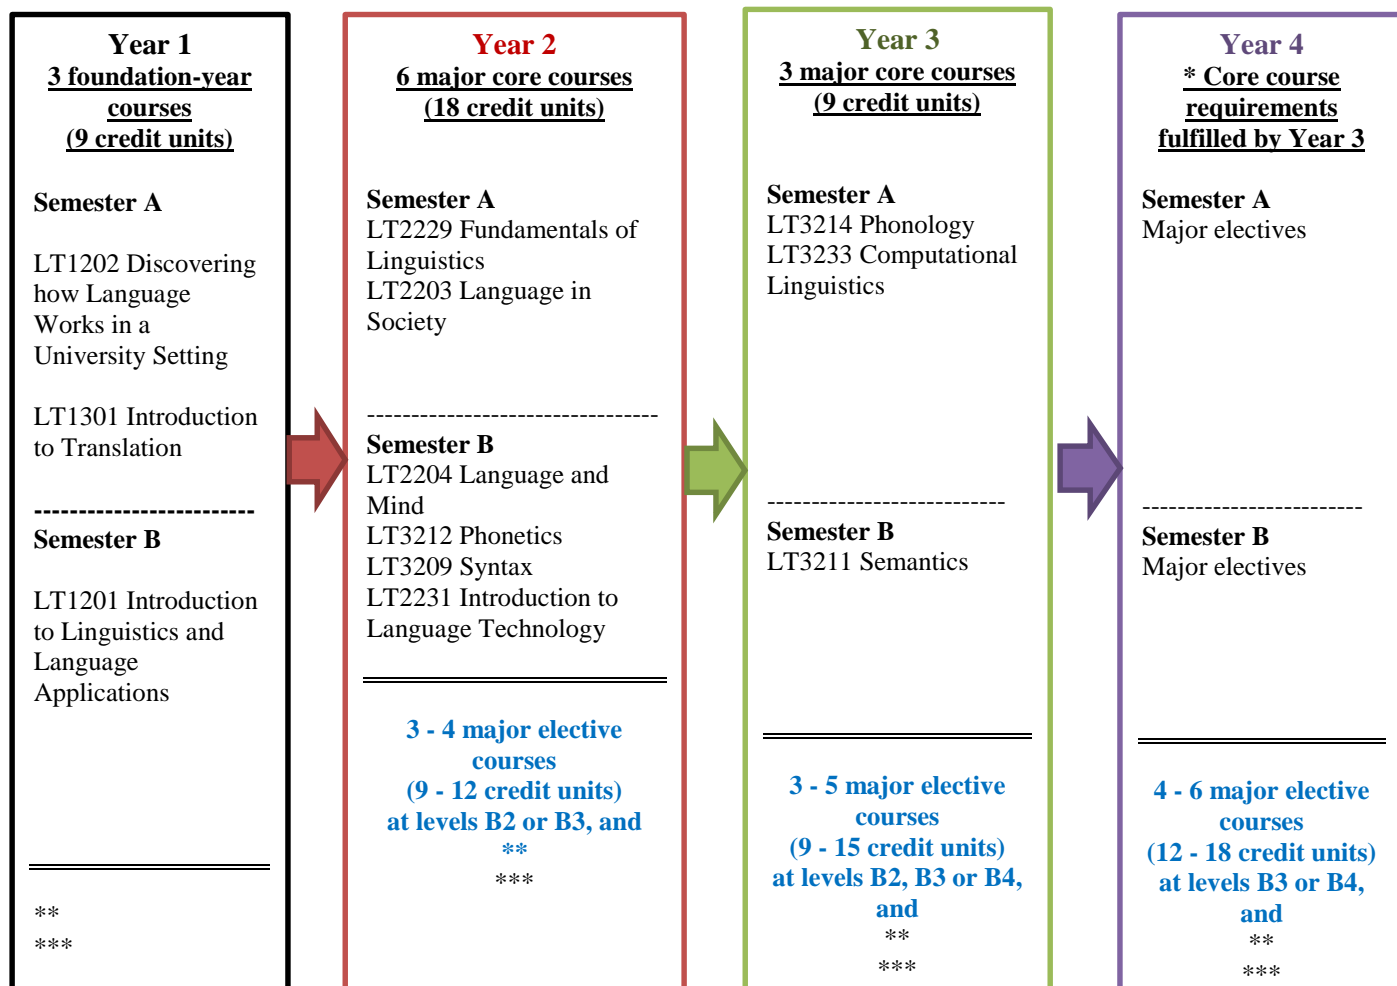 Year 1
3 foundation-year
courses
(9 credit units)
Semester A
LT1202 Discovering
how Language
Works in a
University Setting
LT1301 Introduction
to Translation
-------------------------
Semester B
LT1201 Introduction
to Linguistics and
Language
Applications
**
***
Year 2
6 major core courses
(18 credit units)
Semester A
LT2229 Fundamentals of
Linguistics
LT2203 Language in
Society
---------------------------------
Semester B
LT2204 Language and
Mind
LT3212 Phonetics
LT3209 Syntax
LT2231 Introduction to
Language Technology
3 - 4 major elective
courses
(9 - 12 credit units)
at levels B2 or B3, and
**
***
Year 3
3 major core courses
(9 credit units)
Semester A
LT3214 Phonology
LT3233 Computational
Linguistics
---------------------------
Semester B
LT3211 Semantics
3 - 5 major elective
courses
(9 - 15 credit units)
at levels B2, B3 or B4,
and
**
***
Year 4
* Core course
requirements
fulfilled by Year 3
Semester A
Major electives
-------------------------
Semester B
Major electives
4 - 6 major elective
courses
(12 - 18 credit units)
at levels B3 or B4,
and
**
***